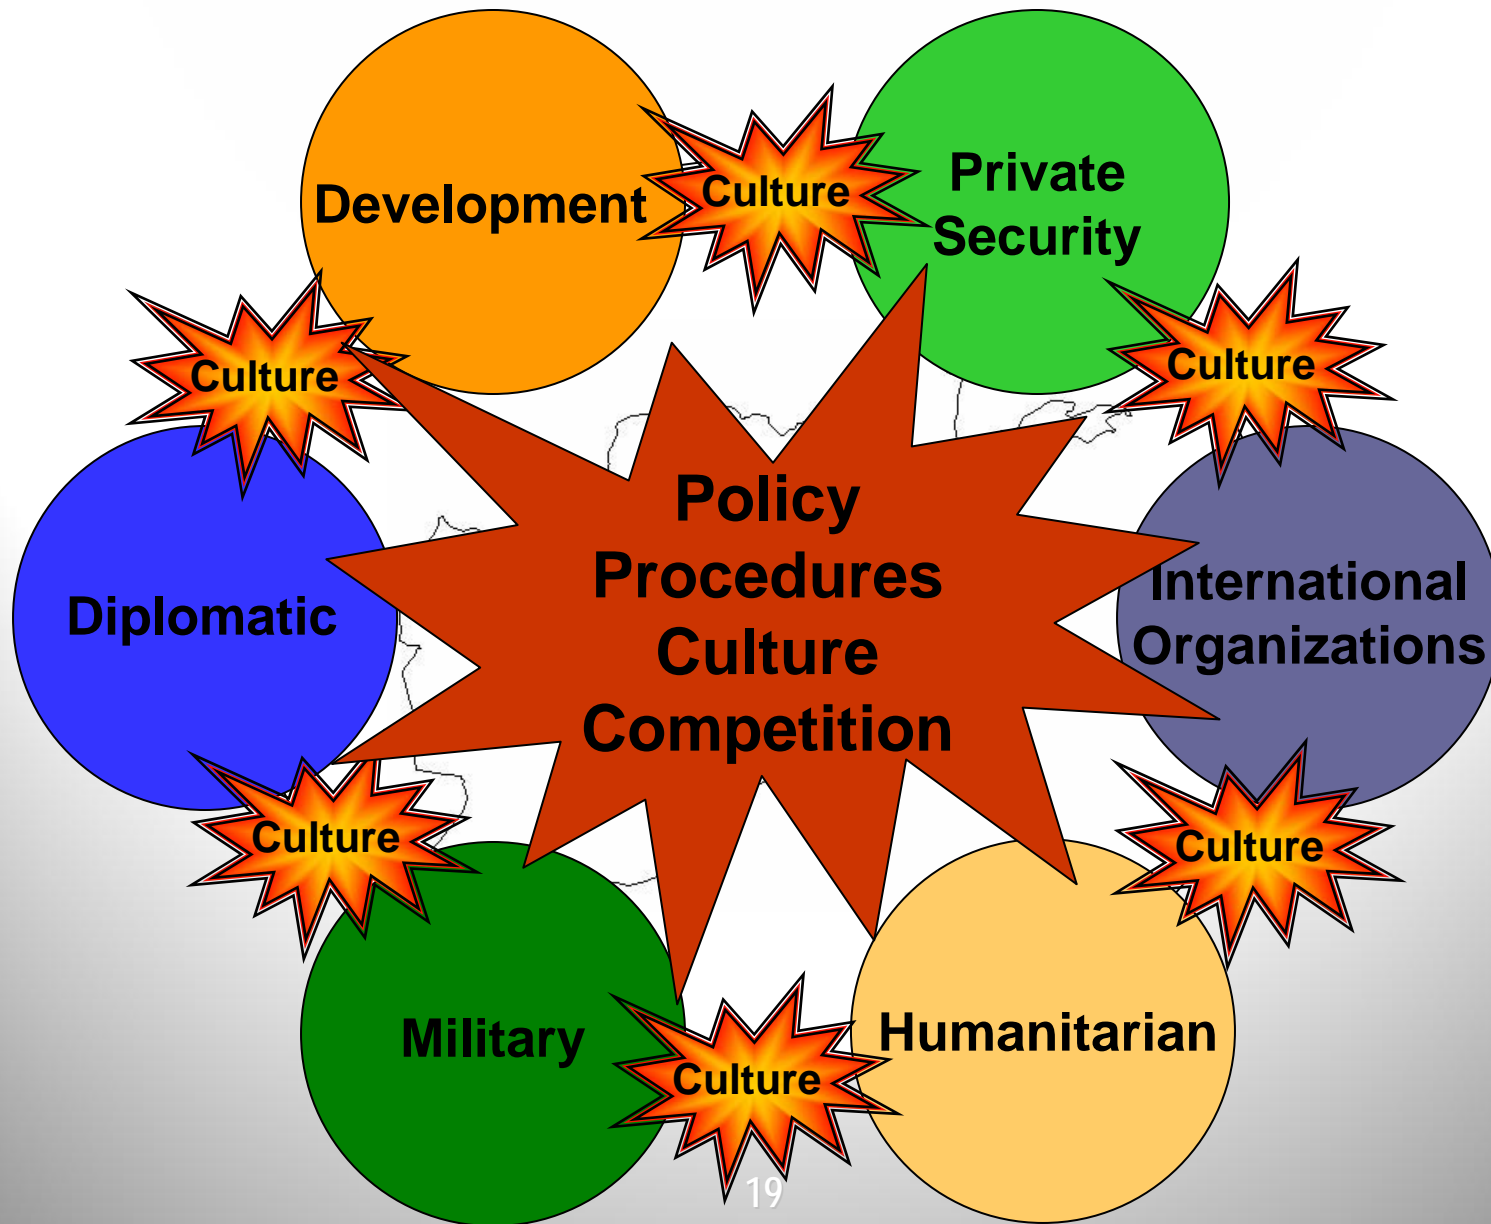 Development
Culture
Private
Security
Culture
Culture
Policy
Procedures
Culture
Competition
Diplomatic
International
Organizations
Culture
Culture
Military
Culture
Humanitarian
19